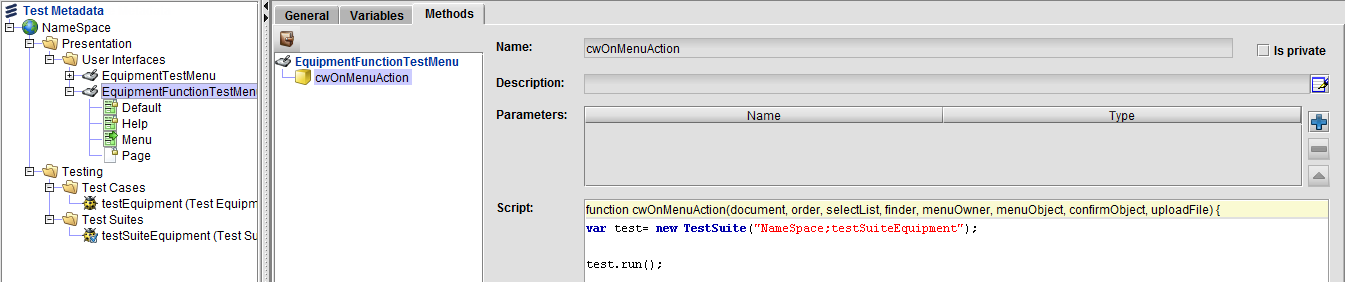 Test Metadata
NameSpace
Presentation
User Interfaces
EquipmentTestMenu
EquipmentFunctionTestMenu
Default
Help
Menu
Page
Testing
Test Cases
testEquipment (Test Equipm
Test Suites
testSuiteEquipment (Test Su
General Variables Methods
EquipmentFunctionTestMenu
cwOnMenuAction
Name: cwOnMenuAction Is private
Description:
Parameters: Name Type
Script: function cwOnMenuAction(document, order, selectList, finder, menuOwner, menuObject, confirmObject, uploadFile) {
var test= new TestSuite("NameSpace;testSuiteEquipment");
test.run();